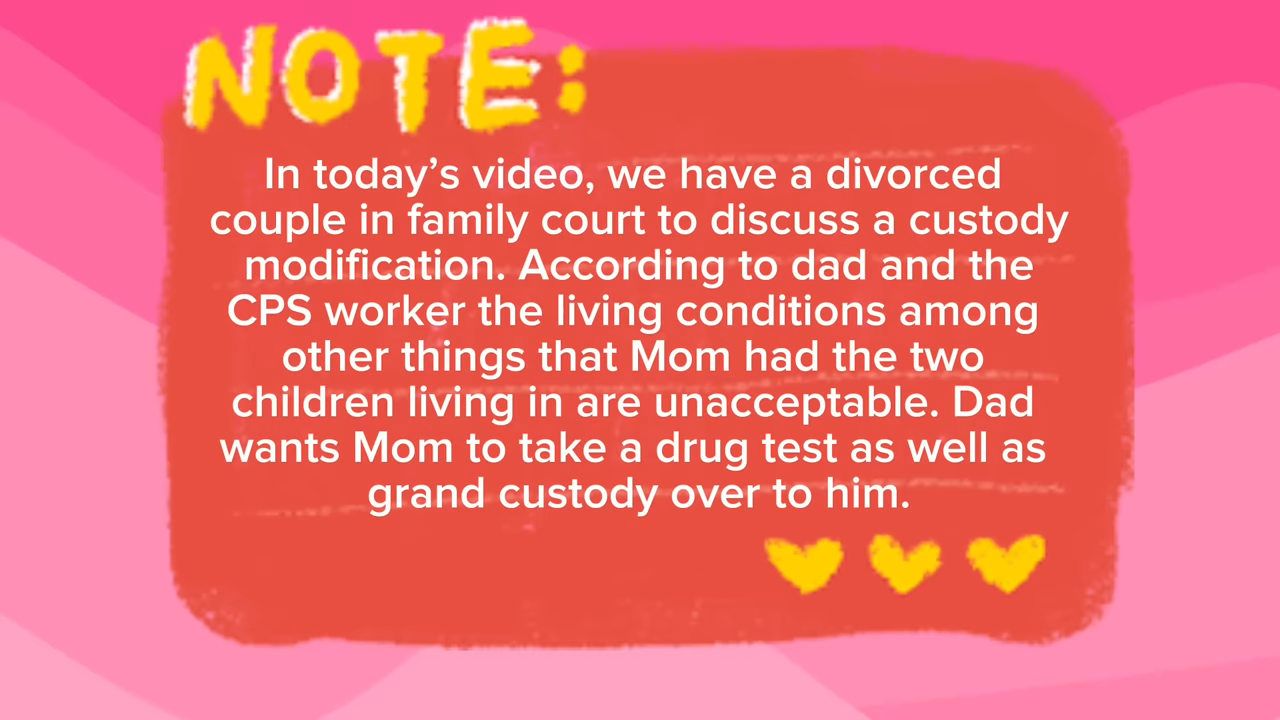 NOTE:
In today’s video, we have a divorced
couple in family court to discuss a custody
modification. According to dad and the
CPS worker the living conditions among
other things that Mom had the two
children living in are unacceptable. Dad
wants Mom to take a drug test as well as
grand custody over to him.